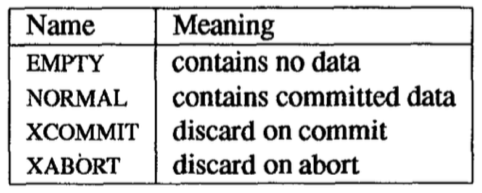 Name Meaning
EMPTY contains no data
NORMAL contains committed data
XCOMMIT discard on commit
XABORT discard on abort